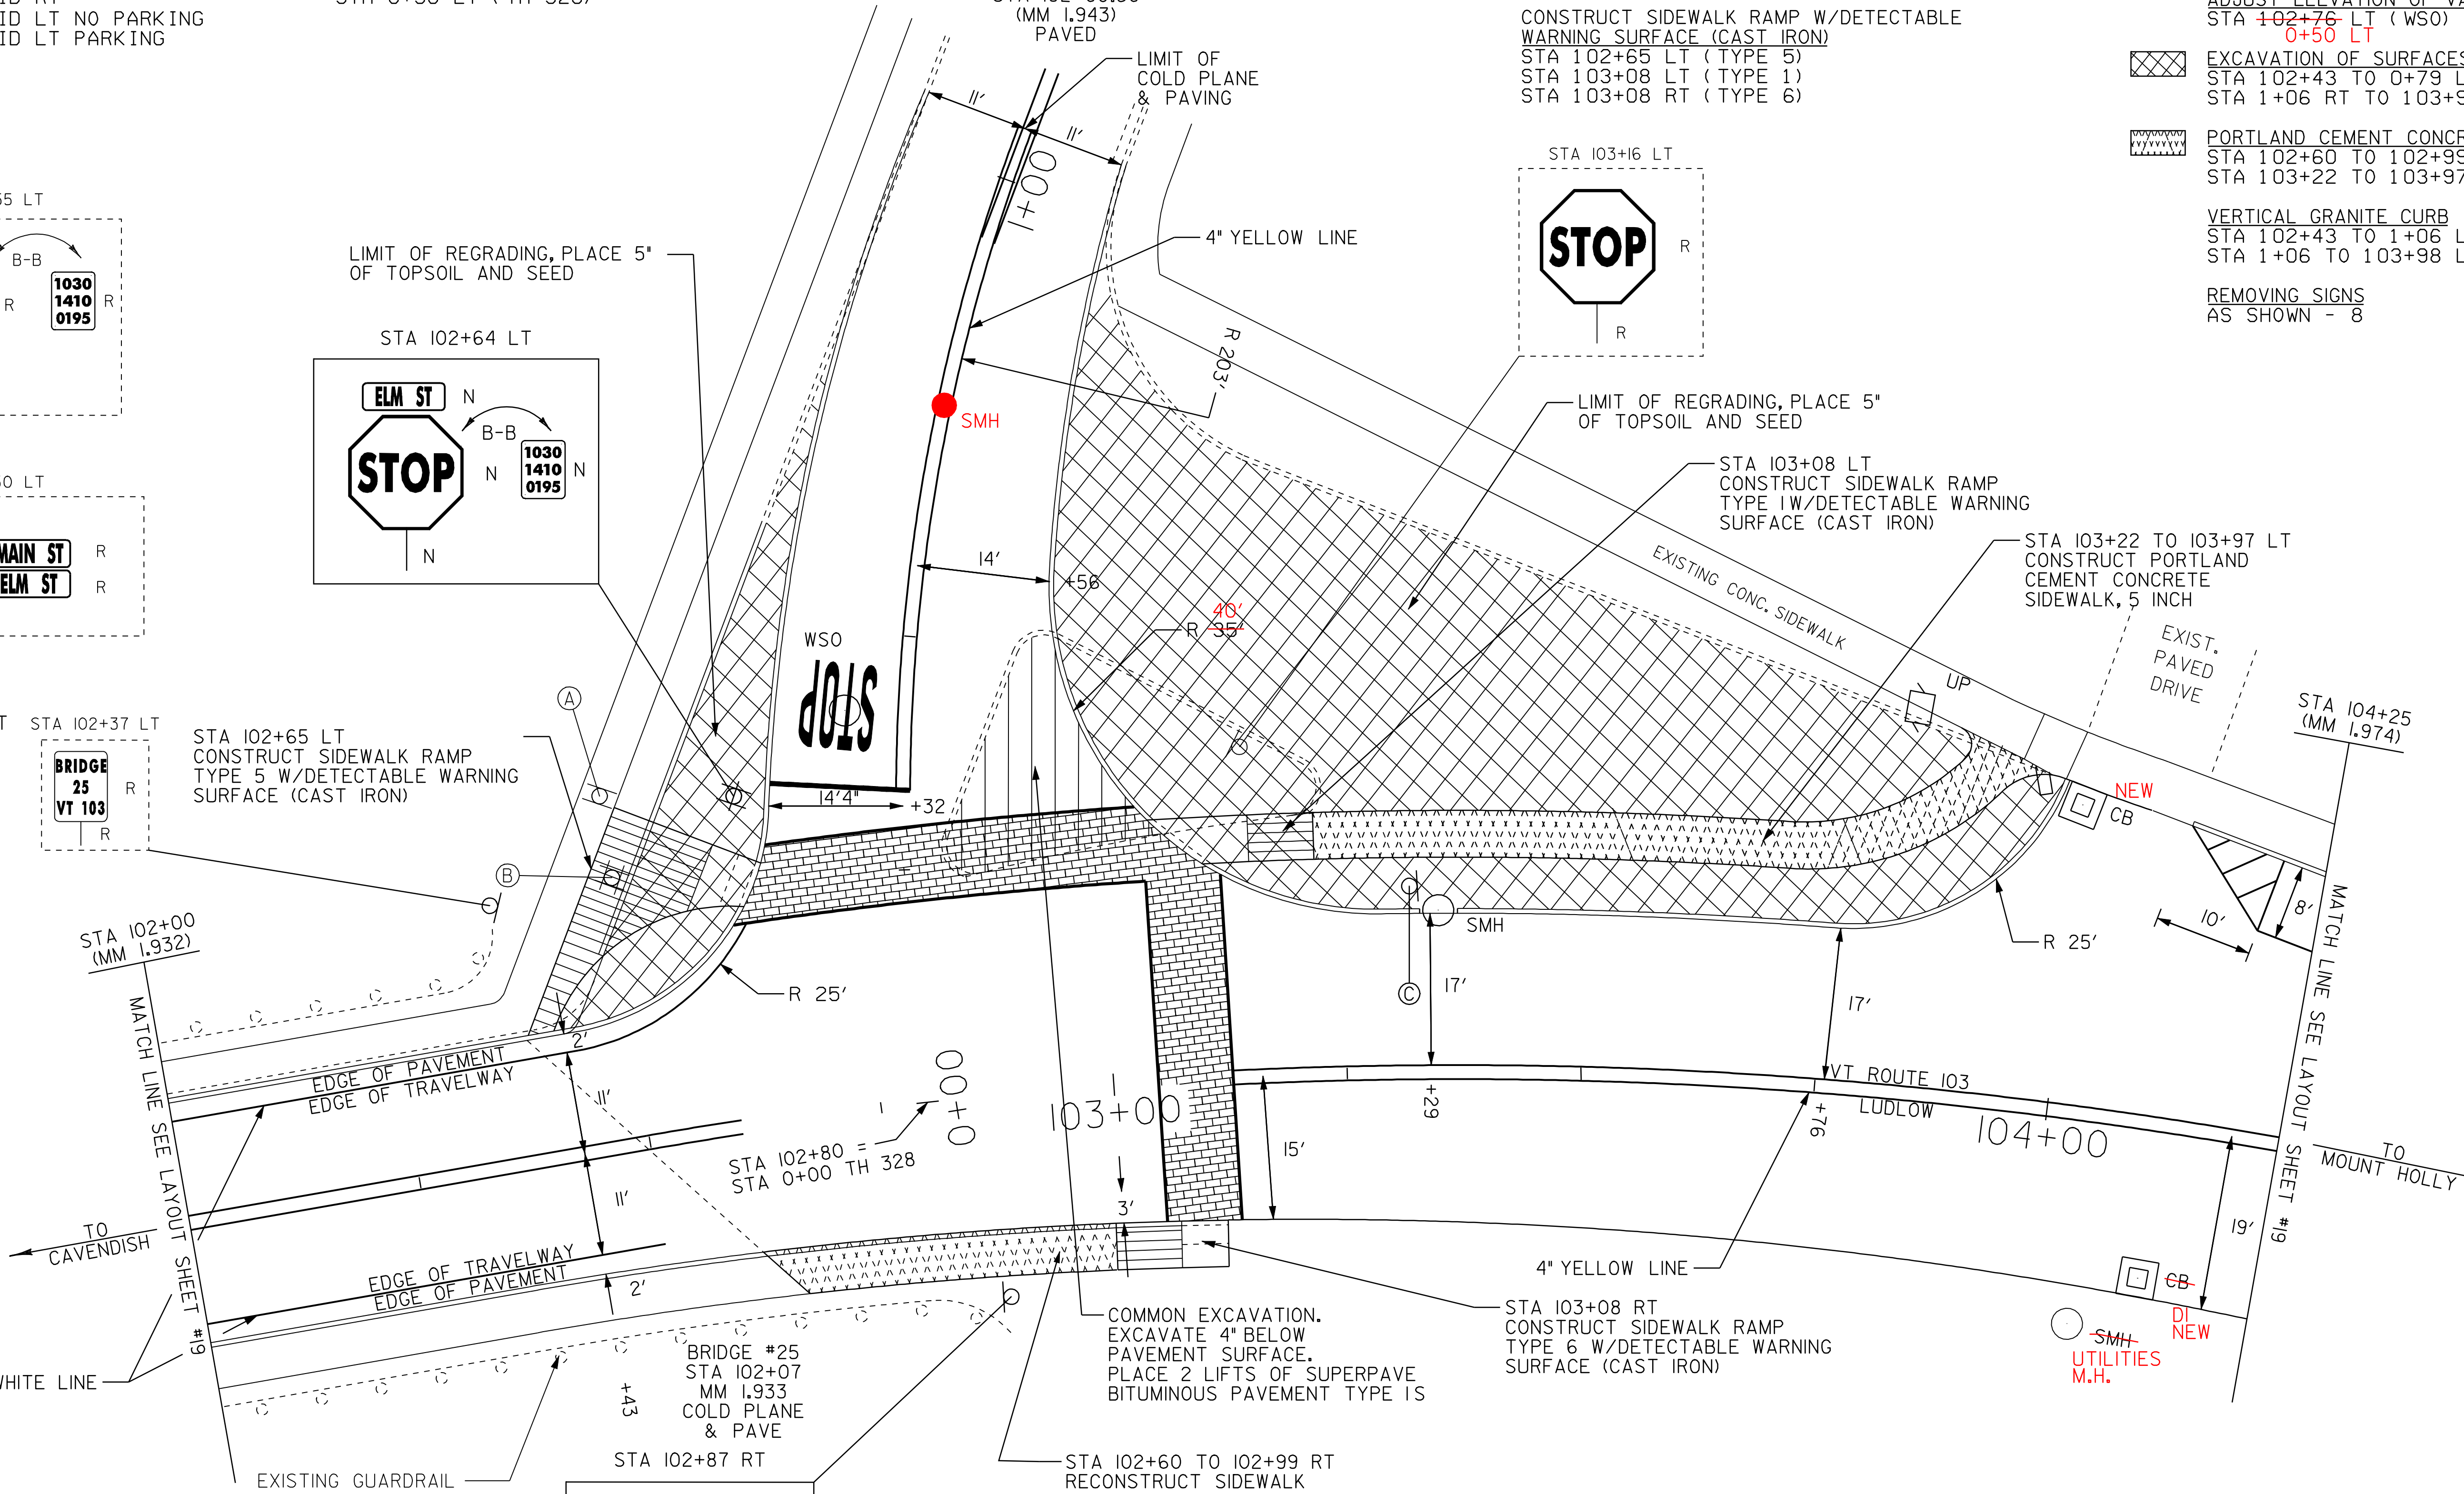 ID LT NO PARKING
ID LT PARKING
(MM 1.943)
PAVED
LIMIT OF
COLD PLANE
& PAVING
CONSTRUCT SIDEWALK RAMP W/DETECTABLE
WARNING SURFACE (CAST IRON)
STA 102+65 LT (TYPE 5)
STA 103+08 LT (TYPE 1)
STA 103+08 RT (TYPE 6)
STA 102+76 LT (WSO)
0+50 LT
EXCAVATION OF SURFACES
STA 102+43 TO 0+79 L
STA 1+06 RT TO 103+9
PORTLAND CEMENT CONCR
STA 102+60 TO 102+99
STA 103+22 TO 103+97
VERTICAL GRANITE CURB
STA 102+43 TO 1+06 L
STA 1+06 TO 103+98 L
REMOVING SIGNS
AS SHOWN - 8
11'
11'
1+00
4" YELLOW LINE
R 203'
SMH
STA 103+16 LT
STOP
R
R
55 LT
B-B
R
1030
1410
0195
R
LIMIT OF REGRADING, PLACE 5"
OF TOPSOIL AND SEED
STA 102+64 LT
ELM ST
N
B-B
STOP
N
1030
1410
0195
N
N
0 LT
MAIN ST
R
ELM ST
R
LIMIT OF REGRADING, PLACE 5"
OF TOPSOIL AND SEED
STA 103+08 LT
CONSTRUCT SIDEWALK RAMP
TYPE 1 W/DETECTABLE WARNING
SURFACE (CAST IRON)
STA 103+22 TO 103+97 LT
CONSTRUCT PORTLAND
CEMENT CONCRETE
SIDEWALK, 5 INCH
EXISTING CONC. SIDEWALK
EXIST.
PAVED
DRIVE
UP
14'
+56
40'
R 35'
WSO
STOP
14'4"
+32
A
B
C
T
STA 102+37 LT
BRIDGE
25
VT 103
R
R
STA 102+65 LT
CONSTRUCT SIDEWALK RAMP
TYPE 5 W/DETECTABLE WARNING
SURFACE (CAST IRON)
STA 104+25
(MM 1.974)
NEW
CB
8'
10'
MATCH LINE SEE LAYOUT SHEET #19
R 25'
SMH
17'
17'
STA 102+00
(MM 1.932)
MATCH LINE SEE LAYOUT SHEET #19
R 25'
2'
EDGE OF PAVEMENT
EDGE OF TRAVELWAY
11'
11'
0+00
103+00
STA 102+80 =
STA 0+00 TH 328
15'
3'
+29
VT ROUTE 103
LUDLOW
+76
104+00
TO
MOUNT HOLLY
19'
TO
CAVENDISH
EDGE OF TRAVELWAY
EDGE OF PAVEMENT
2'
4" YELLOW LINE
CB
DI
NEW
SMH
UTILITIES
M.H.
HITE LINE
BRIDGE #25
STA 102+07
MM 1.933
COLD PLANE
& PAVE
+43
COMMON EXCAVATION.
EXCAVATE 4" BELOW
PAVEMENT SURFACE.
PLACE 2 LIFTS OF SUPERPAVE
BITUMINOUS PAVEMENT TYPE IS
STA 103+08 RT
CONSTRUCT SIDEWALK RAMP
TYPE 6 W/DETECTABLE WARNING
SURFACE (CAST IRON)
STA 102+87 RT
EXISTING GUARDRAIL
STA 102+60 TO 102+99 RT
RECONSTRUCT SIDEWALK